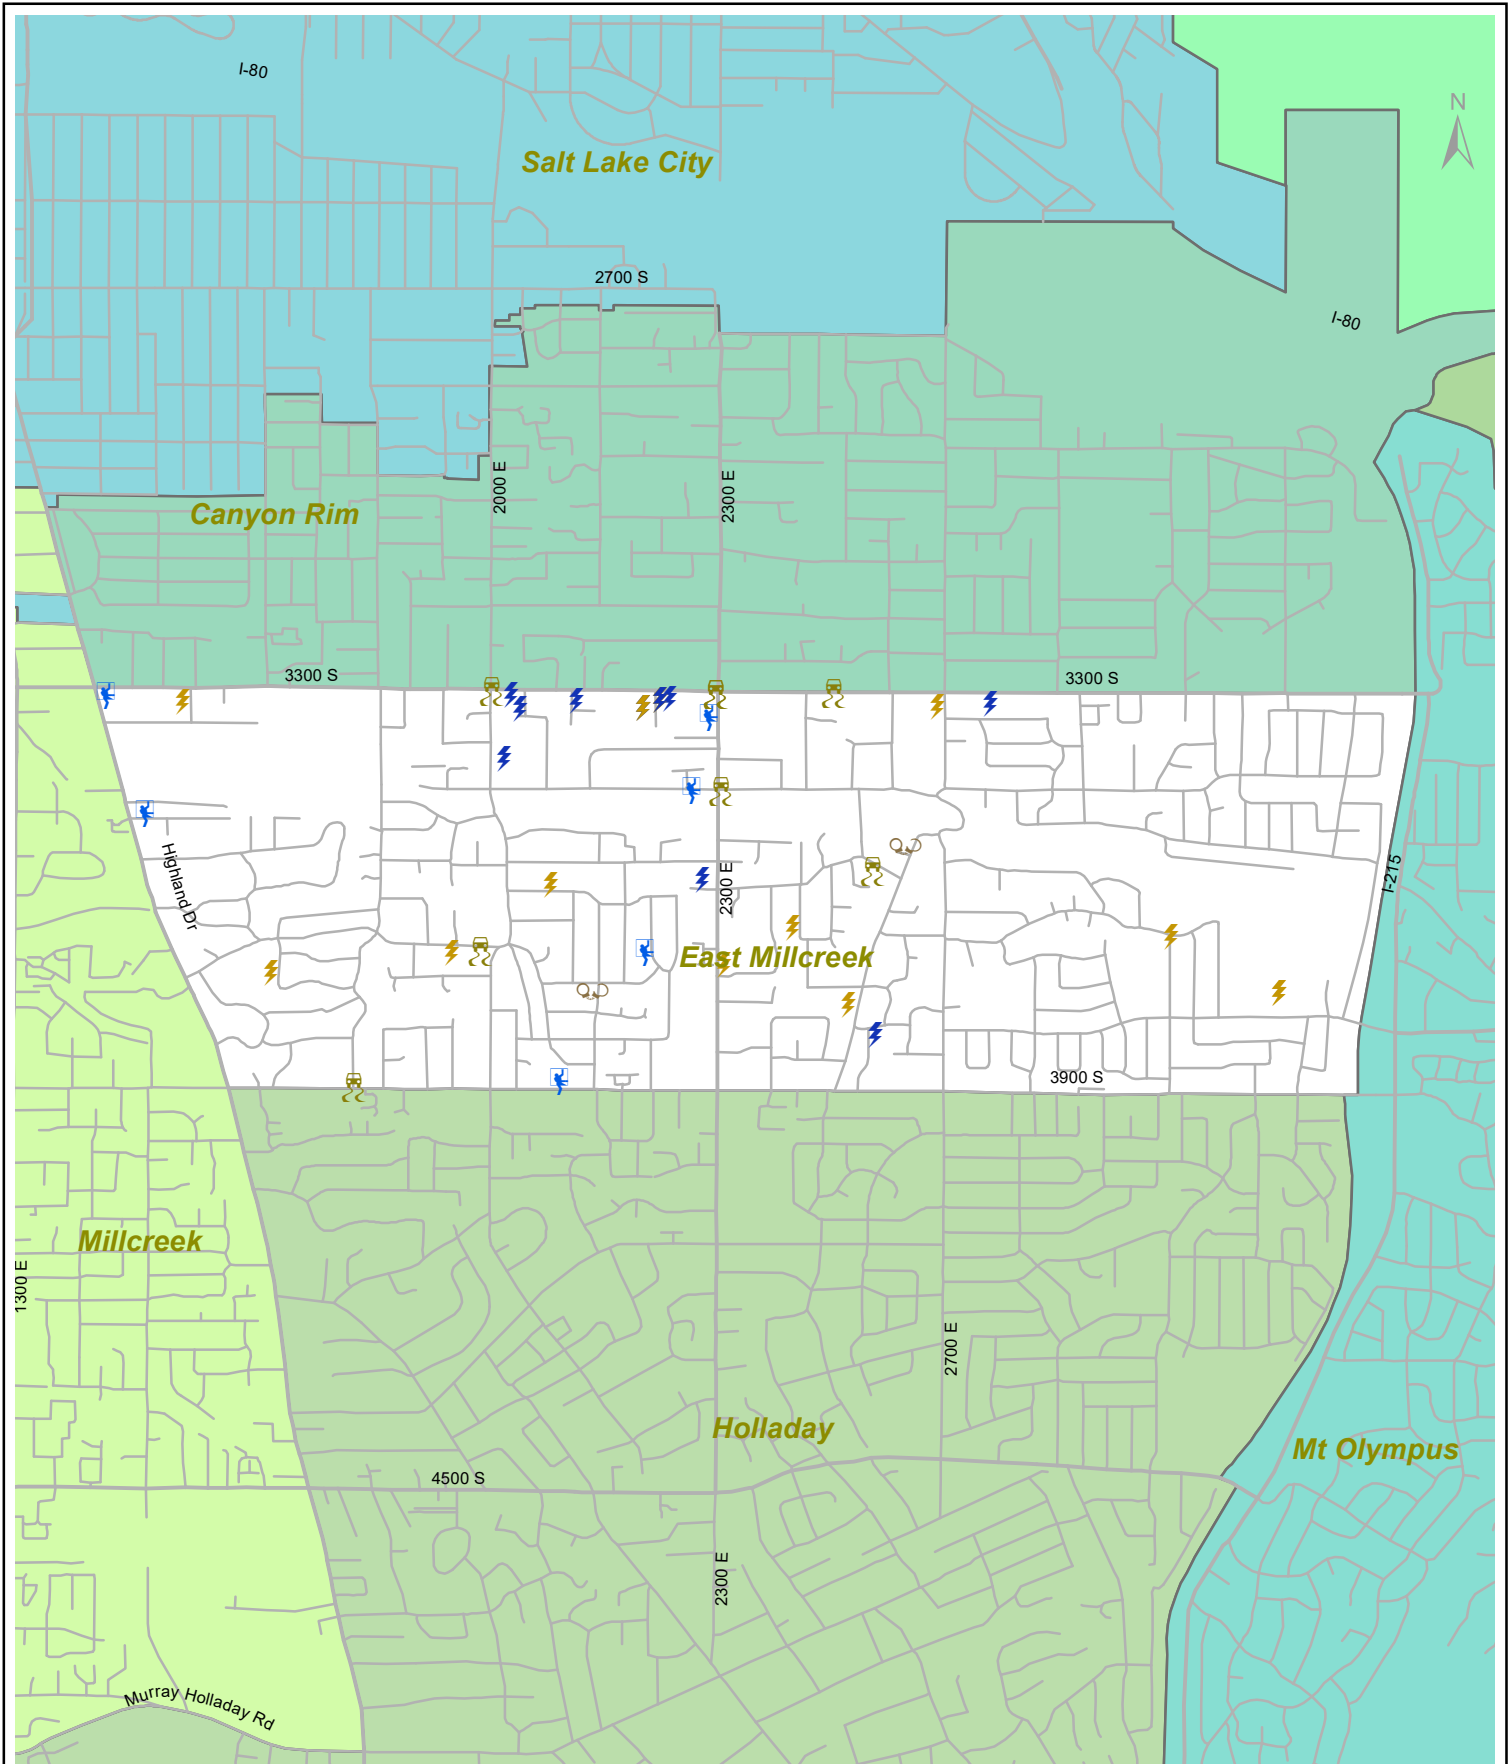 I-80
N
Salt Lake City
2700 S
I-80
2000 E
2300 E
Canyon Rim
3300 S
3300 S
Highland Dr
2300 E
I-215
East Millcreek
3900 S
Millcreek
1300 E
2700 E
Holladay
Mt Olympus
4500 S
2300 E
Murray Holladay Rd